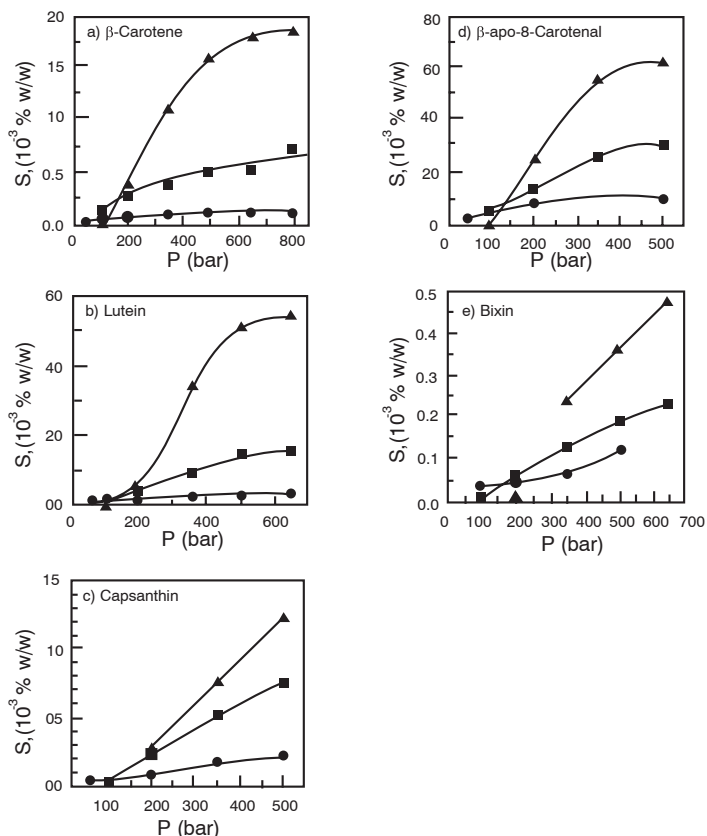 a) β-Carotene
20
15
10
0.5
0.0
S,(10⁻³ % w/w)
0 200 400 600 800
P (bar)
d) β-apo-8-Carotenal
80
60
40
20
0
S,(10⁻³ % w/w)
0 100 200 300 400 500
P (bar)
b) Lutein
60
40
20
00
S,(10⁻³ % w/w)
0 200 400 600
P (bar)
e) Bixin
0.5
0.4
0.3
0.2
0.1
0.0
S,(10⁻³ % w/w)
0 100 200 300 400 500 600 700
P (bar)
c) Capsanthin
15
12
05
00
S,(10⁻³ % w/w)
100 200 300 400 500
P (bar)